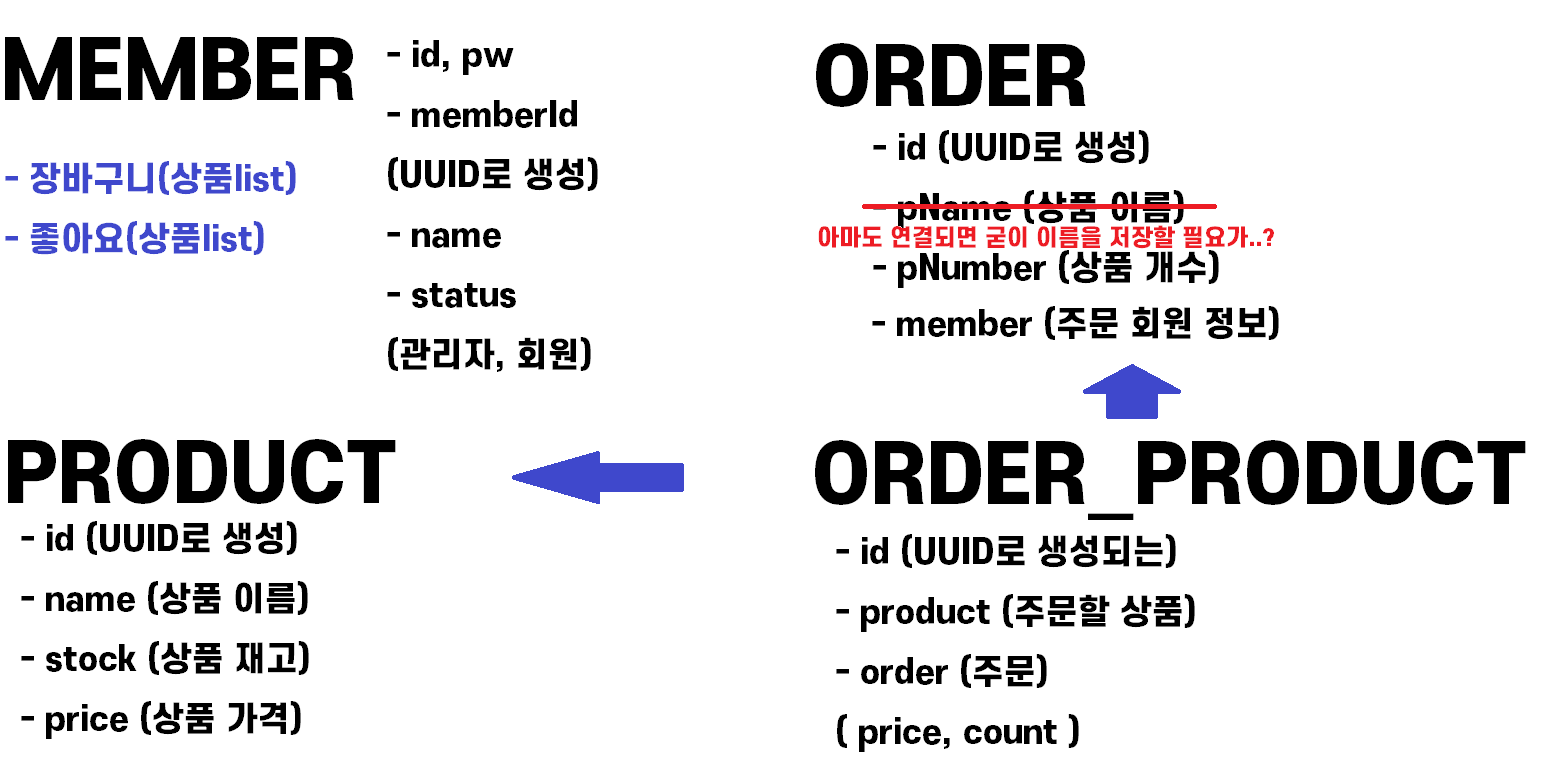 MEMBER
- 장바구니(상품list)
- 좋아요(상품list)
- id, pw
- memberId
(UUID로 생성)
- name
- status
(관리자, 회원)
ORDER
- id (UUID로 생성)
- pName (상품 이름)
아마도 연결되면 굳이 이름을 저장할 필요가..?
- pNumber (상품 개수)
- member (주문 회원 정보)
PRODUCT
- id (UUID로 생성)
- name (상품 이름)
- stock (상품 재고)
- price (상품 가격)
ORDER_PRODUCT
- id (UUID로 생성되는)
- product (주문할 상품)
- order (주문)
( price, count )